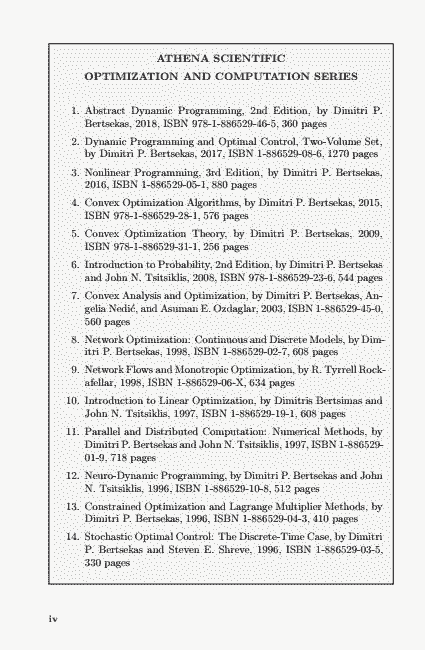 ATHENA SCIENTIFIC
OPTIMIZATION AND COMPUTATION SERIES
1. Abstract Dynamic Programming, 2nd Edition, by Dimitri P.
Bertsekas, 2018, ISBN 978-1-886529-46-5, 360 pages
2. Dynamic Programming and Optimal Control, Two-Volume Set,
by Dimitri P. Bertsekas, 2017, ISBN 1-886529-08-6, 1270 pages
3. Nonlinear Programming, 3rd Edition, by Dimitri P. Bertsekas,
2016, ISBN 1-886529-05-1, 880 pages
4. Convex Optimization Algorithms, by Dimitri P. Bertsekas, 2015,
ISBN 978-1-886529-28-1, 576 pages
5. Convex Optimization Theory, by Dimitri P. Bertsekas, 2009,
ISBN 978-1-886529-31-1, 256 pages
6. Introduction to Probability, 2nd Edition, by Dimitri P. Bertsekas
and John N. Tsitsiklis, 2008, ISBN 978-1-886529-23-6, 544 pages
7. Convex Analysis and Optimization, by Dimitri P. Bertsekas, An-
gelia Nedić, and Asuman E. Ozdaglar, 2003, ISBN 1-886529-45-0,
560 pages
8. Network Optimization: Continuous and Discrete Models, by Dim-
itri P. Bertsekas, 1998, ISBN 1-886529-02-7, 608 pages
9. Network Flows and Monotropic Optimization, by R. Tyrrell Rock-
afellar, 1998, ISBN 1-886529-06-X, 634 pages
10. Introduction to Linear Optimization, by Dimitris Bertsimas and
John N. Tsitsiklis, 1997, ISBN 1-886529-19-1, 608 pages
11. Parallel and Distributed Computation: Numerical Methods, by
Dimitri P. Bertsekas and John N. Tsitsiklis, 1997, ISBN 1-886529-
01-9, 718 pages
12. Neuro-Dynamic Programming, by Dimitri P. Bertsekas and John
N. Tsitsiklis, 1996, ISBN 1-886529-10-8, 512 pages
13. Constrained Optimization and Lagrange Multiplier Methods, by
Dimitri P. Bertsekas, 1996, ISBN 1-886529-04-3, 410 pages
14. Stochastic Optimal Control: The Discrete-Time Case, by Dimitri
P. Bertsekas and Steven E. Shreve, 1996, ISBN 1-886529-03-5,
330 pages
iv